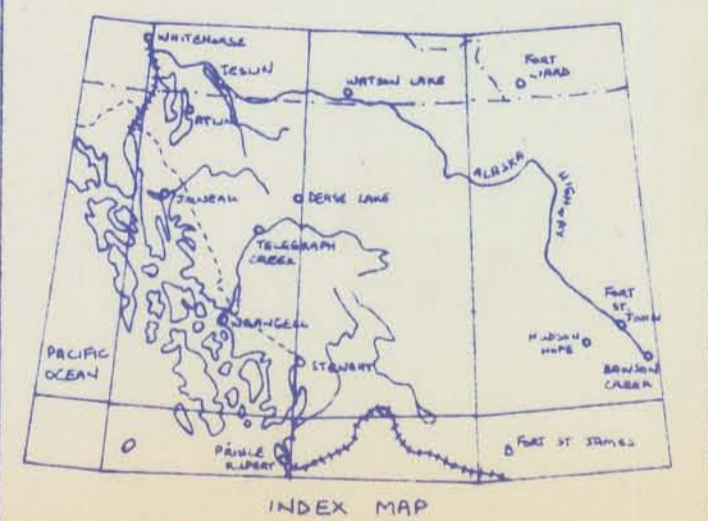 WHITEHORSE
TESLIN
ATLIN
WATSON LAKE
FORT
LIARD
ALASKA
HIGHWAY
JUNEAU
DEASE LAKE
TELEGRAPH
CREEK
WRANGELL
PACIFIC
OCEAN
STEWART
FORT
ST.
JOHN
HUDSON
HOPE
DAWSON
CREEK
PRINCE
RUPERT
FORT ST JAMES
INDEX MAP